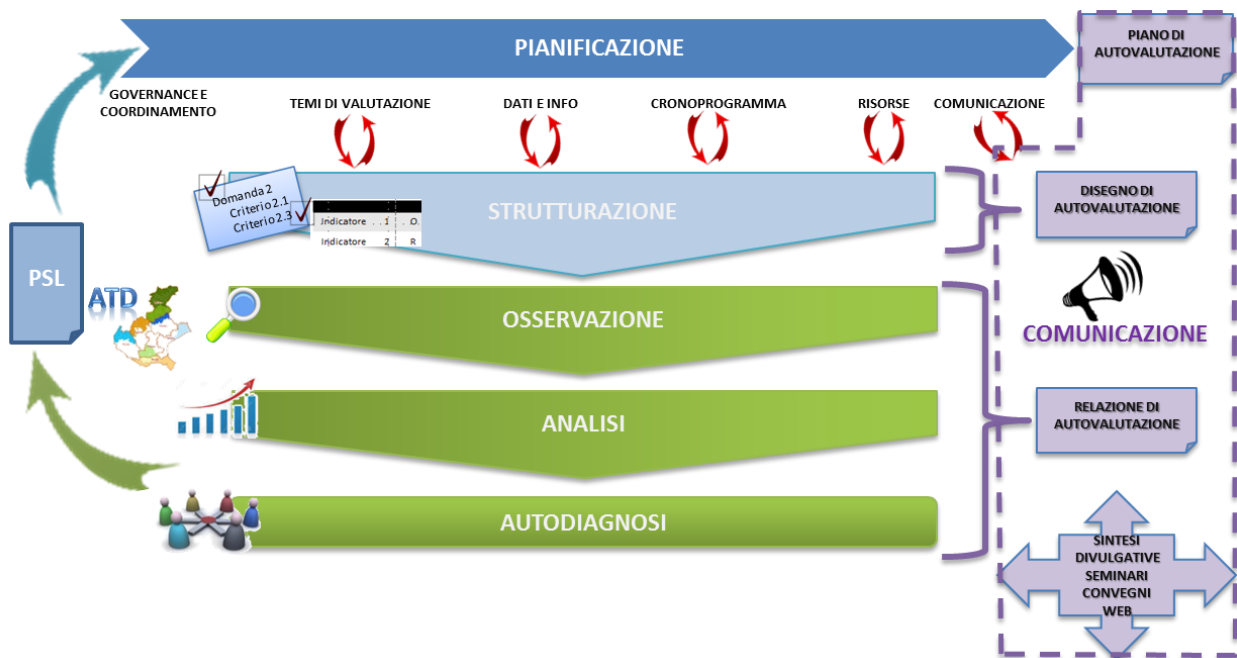 PIANIFICAZIONE
PIANO DI
AUTOVALUTAZIONE
GOVERNANCE E
COORDINAMENTO
TEMI DI VALUTAZIONE
DATI E INFO
CRONOPROGRAMMA
RISORSE
COMUNICAZIONE
Domanda 2
Criterio 2.1
Criterio 2.3
Indicatore 1 O
Indicatore 2 R
STRUTTURAZIONE
DISEGNO DI
AUTOVALUTAZIONE
PSL
ATD
OSSERVAZIONE
COMUNICAZIONE
ANALISI
RELAZIONE DI
AUTOVALUTAZIONE
AUTODIAGNOSI
SINTESI
DIVULGATIVE
SEMINARI
CONVEGNI
WEB